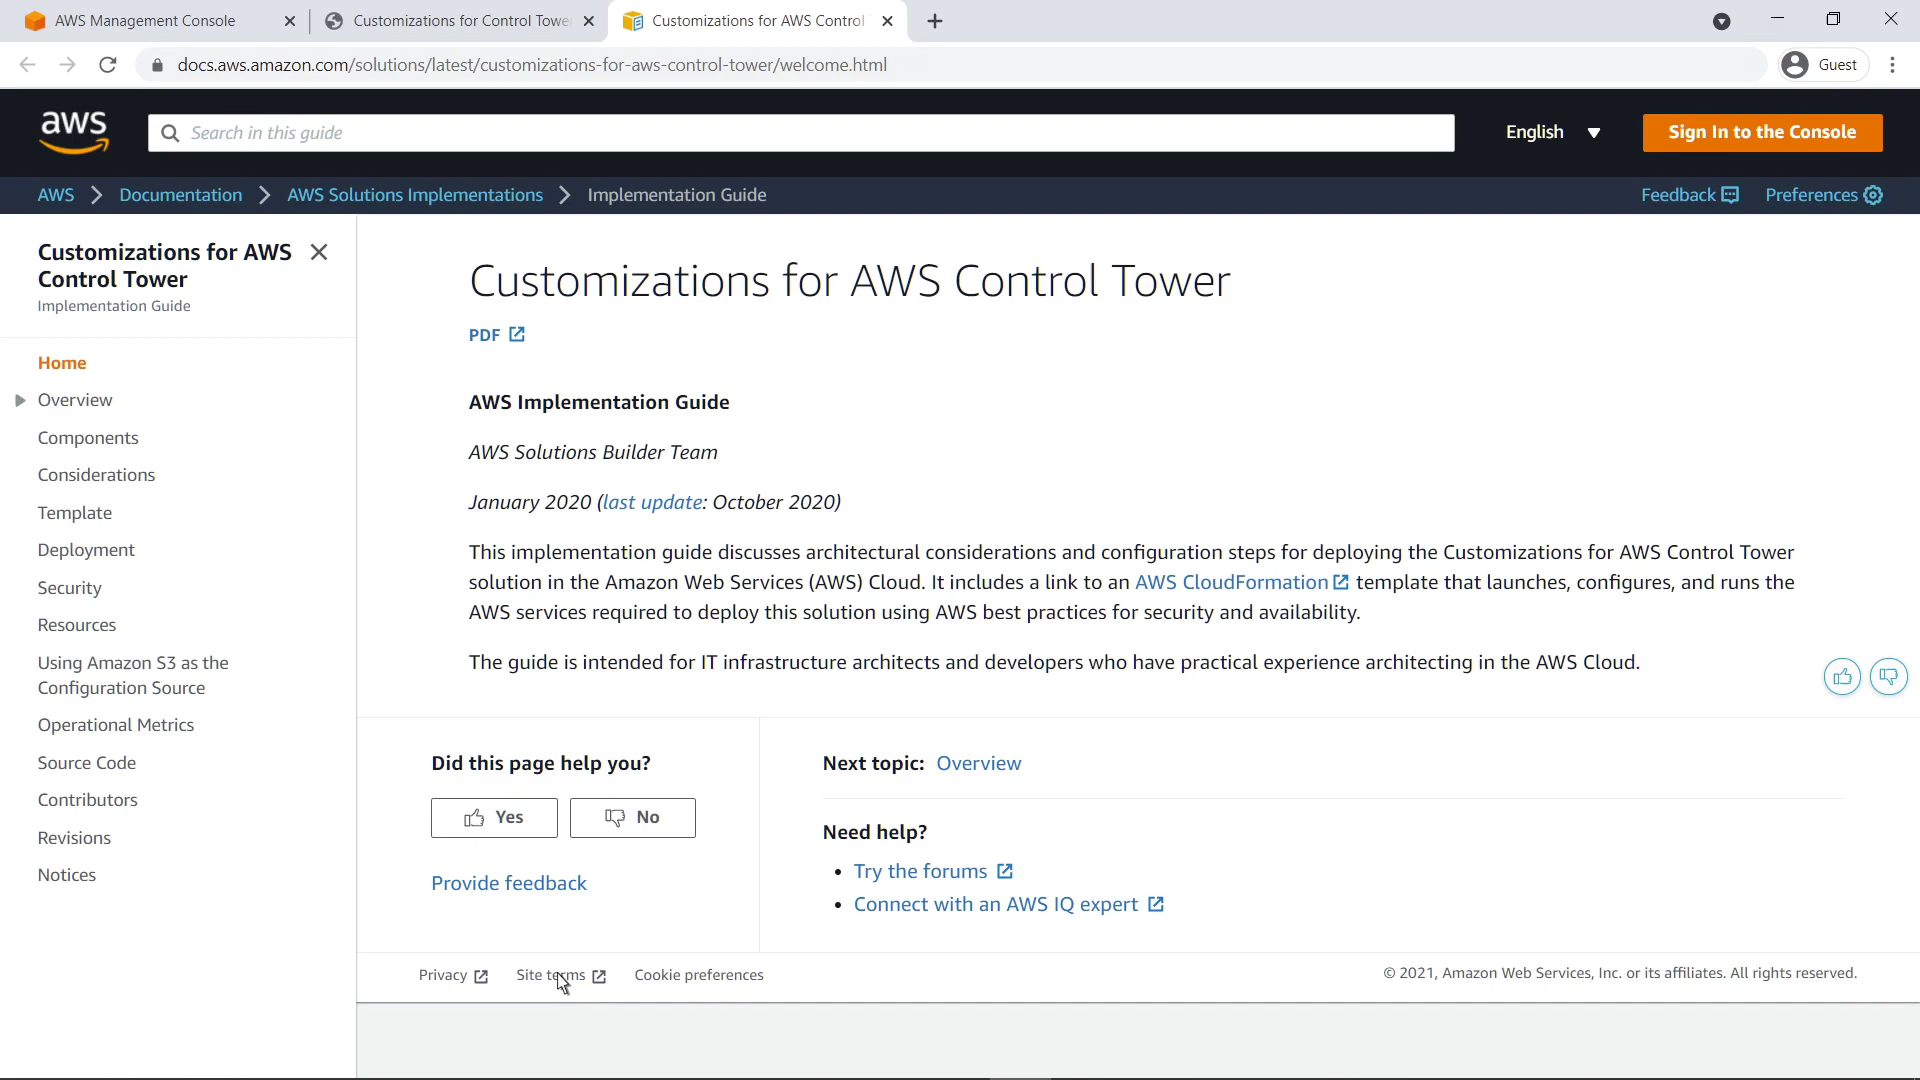 AWS Management Console
Customizations for Control Towe
Customizations for AWS Control
docs.aws.amazon.com/solutions/latest/customizations-for-aws-control-tower/welcome.html
Guest
aws
Search in this guide
English
Sign In to the Console
AWS
Documentation
AWS Solutions Implementations
Implementation Guide
Feedback
Preferences
Customizations for AWS
Control Tower
Implementation Guide
Home
Overview
Components
Considerations
Template
Deployment
Security
Resources
Using Amazon S3 as the
Configuration Source
Operational Metrics
Source Code
Contributors
Revisions
Notices
Customizations for AWS Control Tower
PDF
AWS Implementation Guide
AWS Solutions Builder Team
January 2020 (last update: October 2020)
This implementation guide discusses architectural considerations and configuration steps for deploying the Customizations for AWS Control Tower
solution in the Amazon Web Services (AWS) Cloud. It includes a link to an AWS CloudFormation template that launches, configures, and runs the
AWS services required to deploy this solution using AWS best practices for security and availability.
The guide is intended for IT infrastructure architects and developers who have practical experience architecting in the AWS Cloud.
Did this page help you?
Yes
No
Provide feedback
Next topic: Overview
Need help?
• Try the forums
• Connect with an AWS IQ expert
Privacy
Site terms
Cookie preferences
© 2021, Amazon Web Services, Inc. or its affiliates. All rights reserved.